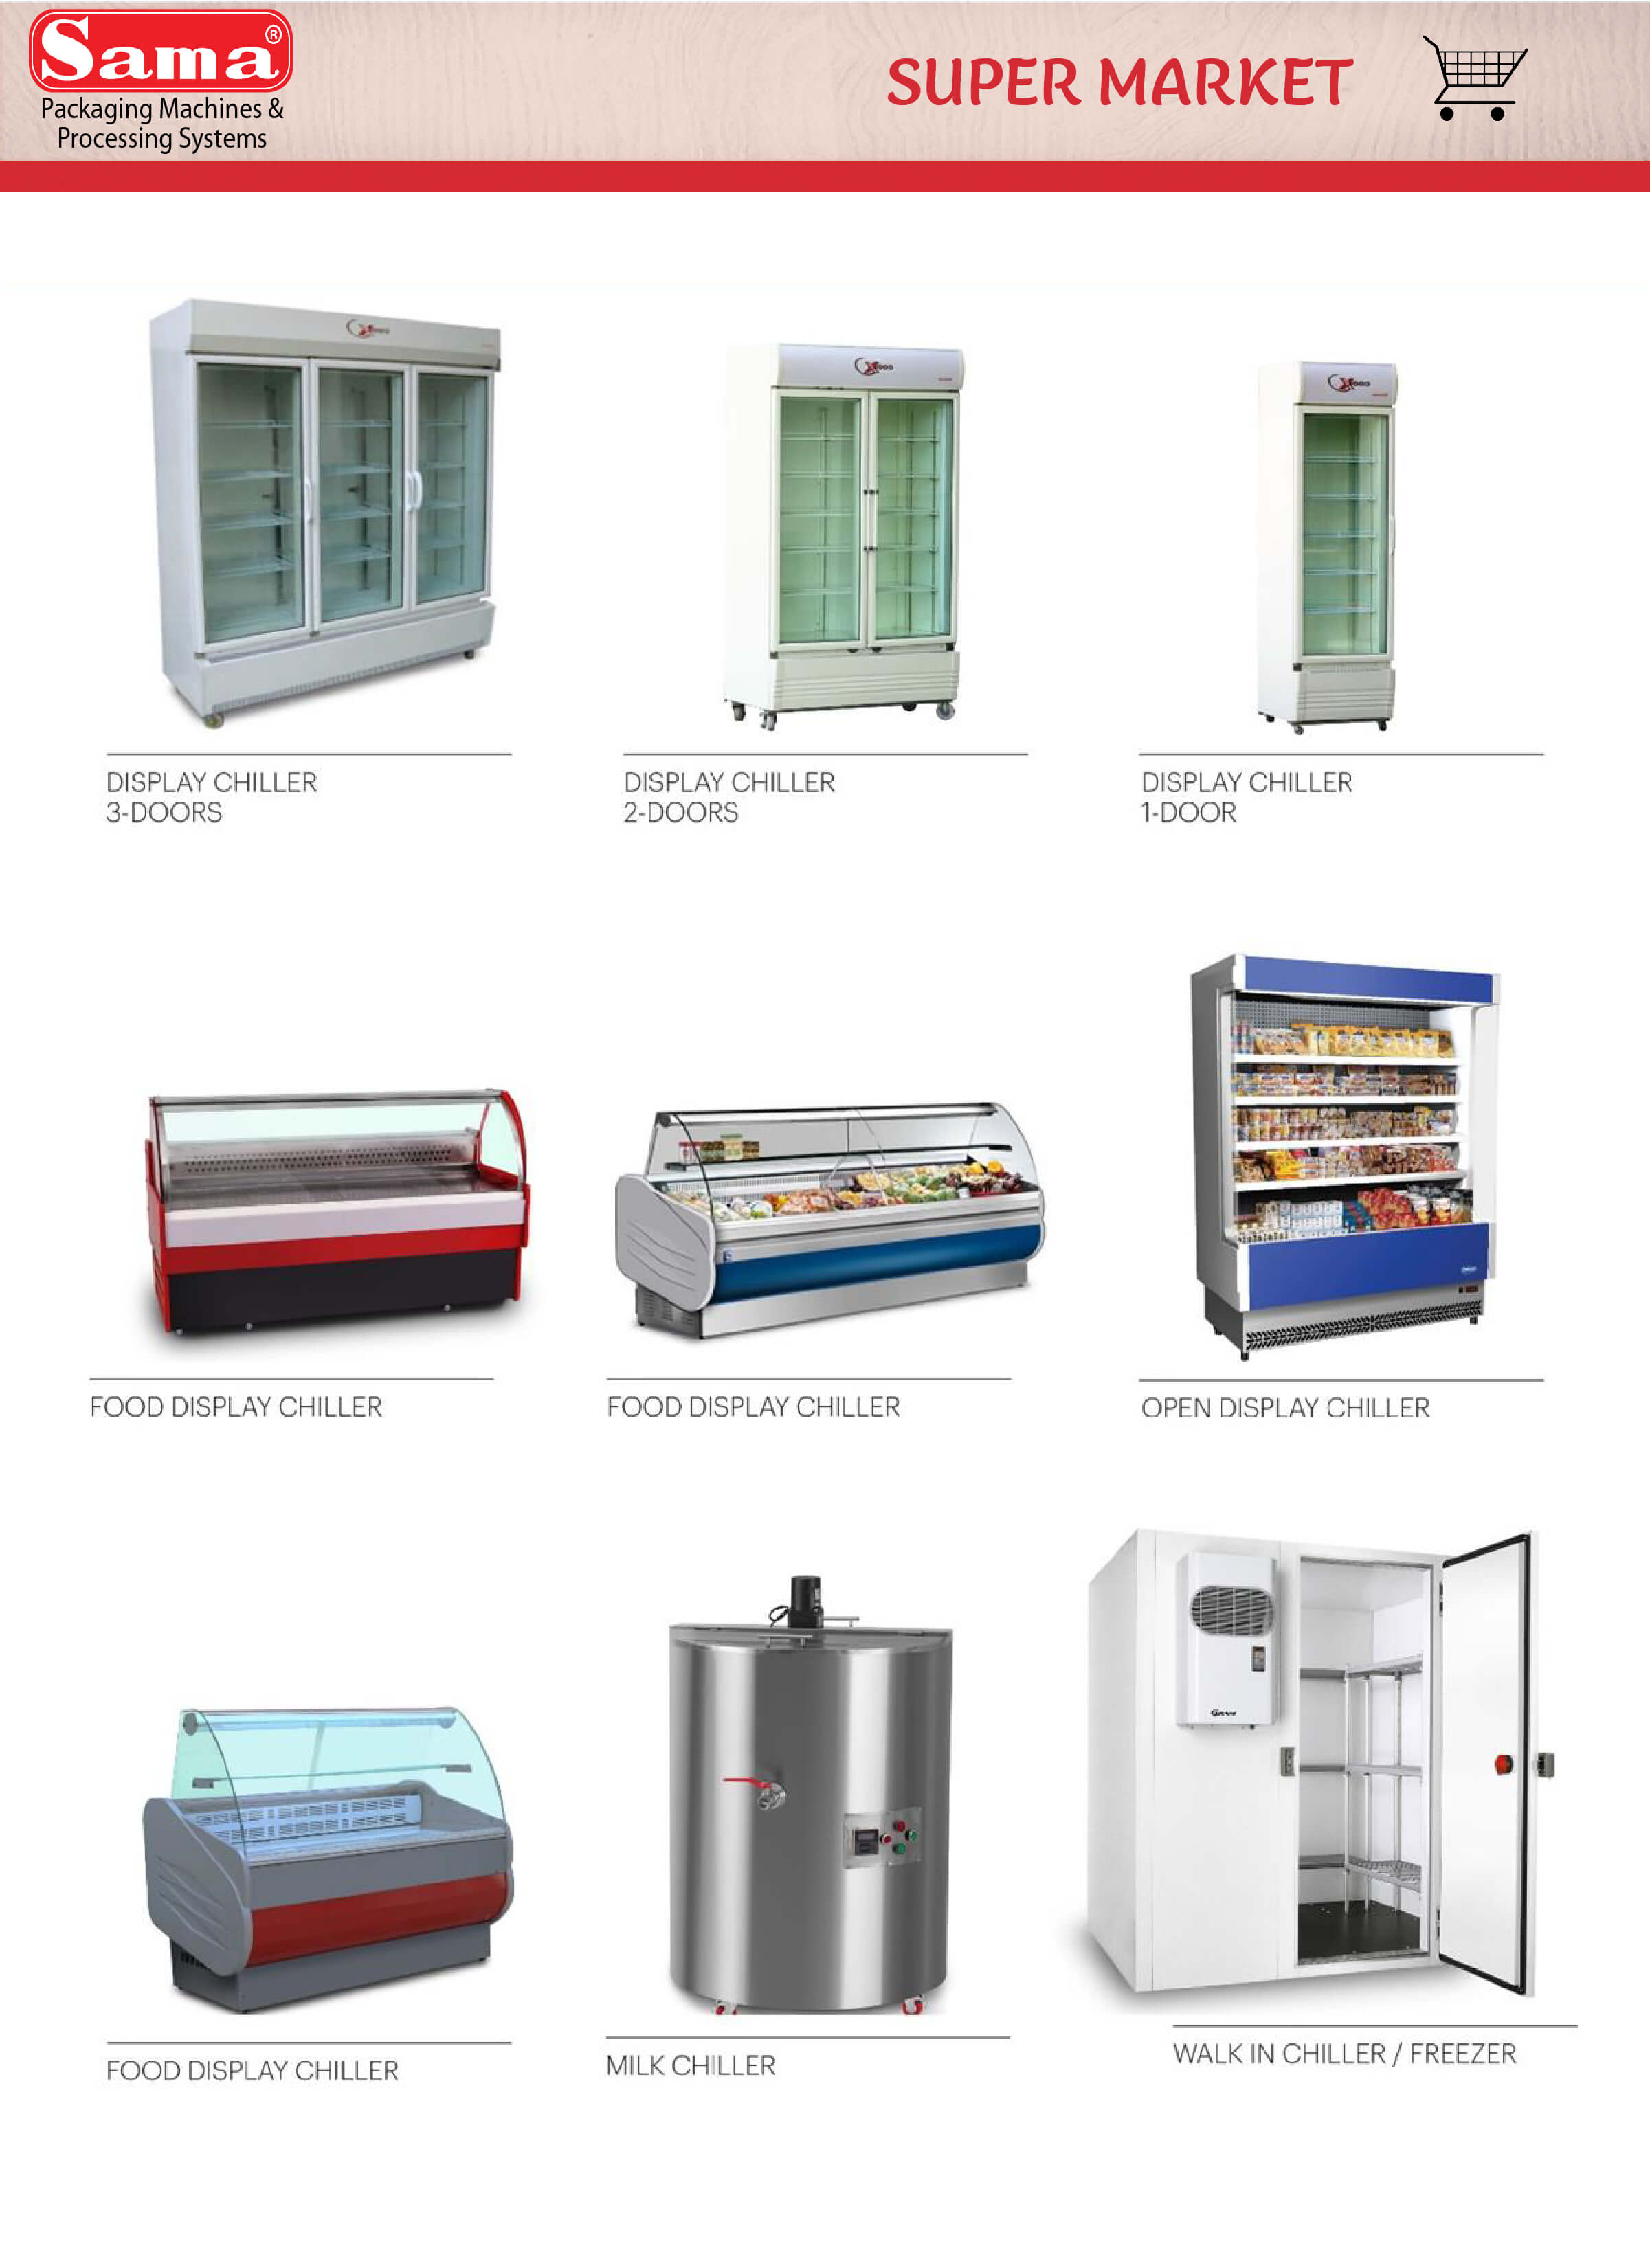 Sama®
Packaging Machines &
Processing Systems
SUPER MARKET
DISPLAY CHILLER
3-DOORS
DISPLAY CHILLER
2-DOORS
DISPLAY CHILLER
1-DOOR
FOOD DISPLAY CHILLER
FOOD DISPLAY CHILLER
OPEN DISPLAY CHILLER
FOOD DISPLAY CHILLER
MILK CHILLER
WALK IN CHILLER / FREEZER